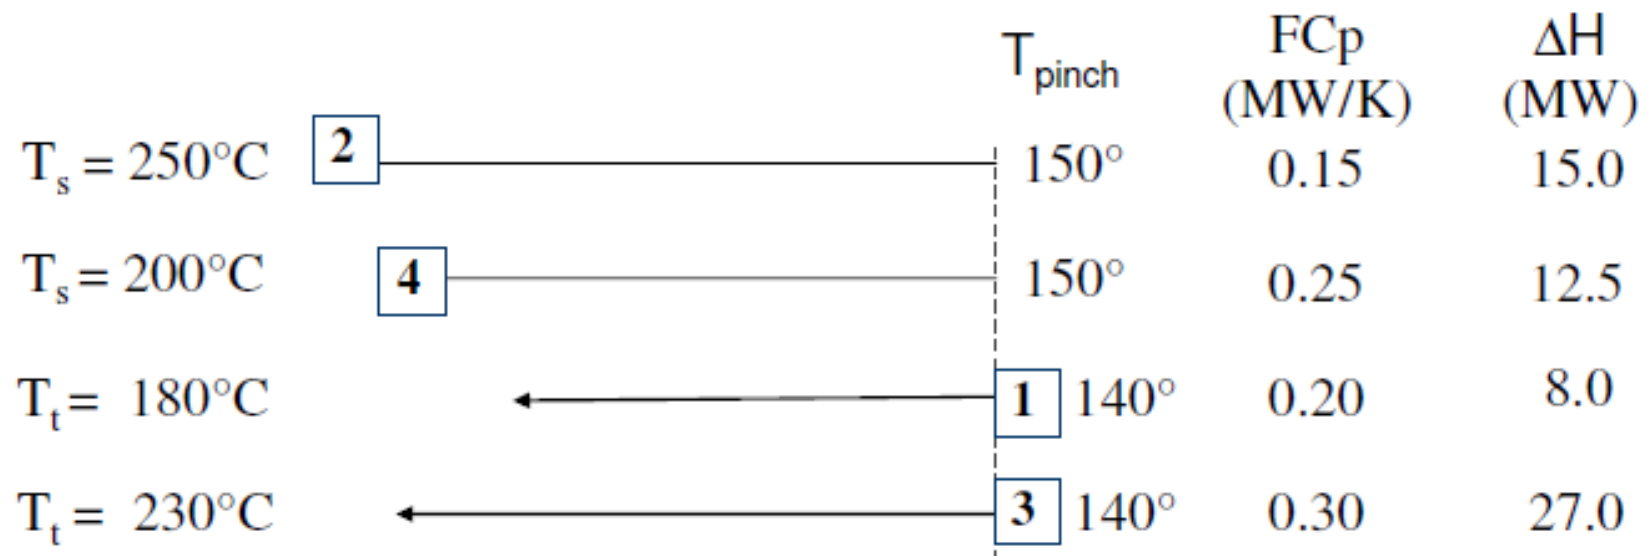 T_pinch FCp (MW/K) ΔH (MW)
T_s = 250°C 2 150° 0.15 15.0
T_s = 200°C 4 150° 0.25 12.5
T_t = 180°C 1 140° 0.20 8.0
T_t = 230°C 3 140° 0.30 27.0